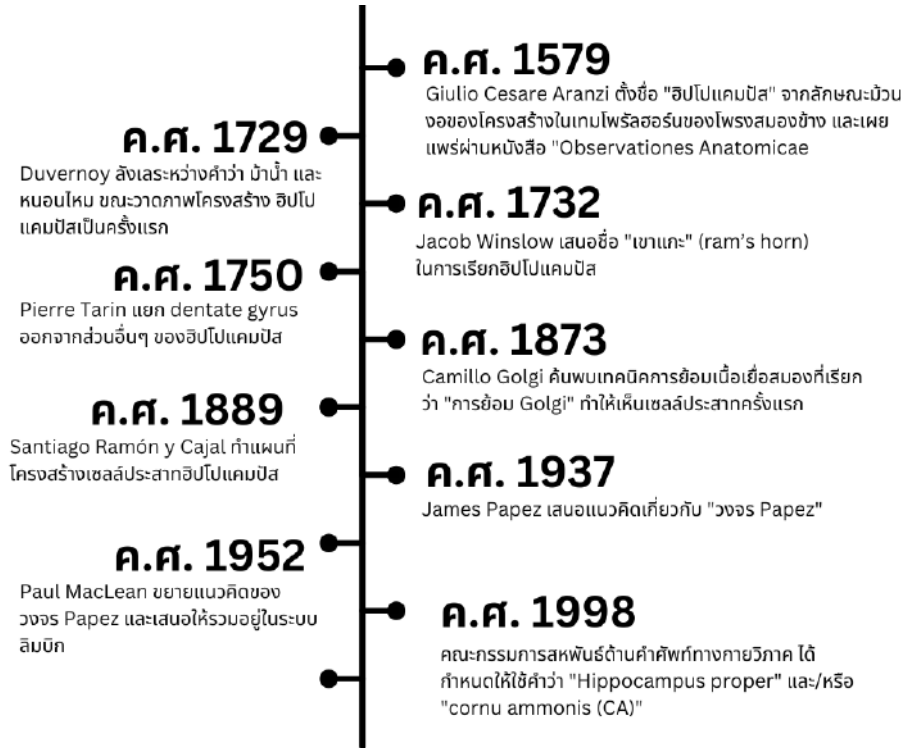 ค.ศ. 1579
Giulio Cesare Aranzi ตั้งชื่อ "ฮิปโปแคมปัส" จากลักษณะม้วน
งอของโครงสร้างในเทมโพรัลฮอร์นของโพรงสมองข้าง และเผย
แพร่ผ่านหนังสือ "Observationes Anatomicae
ค.ศ. 1729
Duvernoy ลังเลระหว่างคำว่า ม้าน้ำ และ
หนอนไหม ขณะวาดภาพโครงสร้าง ฮิปโป
แคมปัสเป็นครั้งแรก
ค.ศ. 1732
Jacob Winslow เสนอชื่อ "เขาแกะ" (ram's horn)
ในการเรียกฮิปโปแคมปัส
ค.ศ. 1750
Pierre Tarin แยก dentate gyrus
ออกจากส่วนอื่นๆ ของฮิปโปแคมปัส
ค.ศ. 1873
Camillo Golgi ค้นพบเทคนิคการย้อมเนื้อเยื่อสมองที่เรียก
ว่า "การย้อม Golgi" ทำให้เห็นเซลล์ประสาทครั้งแรก
ค.ศ. 1889
Santiago Ramón y Cajal ทำแผนที่
โครงสร้างเซลล์ประสาทฮิปโปแคมปัส
ค.ศ. 1937
James Papez เสนอแนวคิดเกี่ยวกับ "วงจร Papez"
ค.ศ. 1952
Paul MacLean ขยายแนวคิดของ
วงจร Papez และเสนอให้รวมอยู่ในระบบ
ลิมบิก
ค.ศ. 1998
คณะกรรมการสหพันธ์ด้านคำศัพท์ทางกายวิภาค ได้
กำหนดให้ใช้คำว่า "Hippocampus proper" และ/หรือ
"cornu ammonis (CA)"